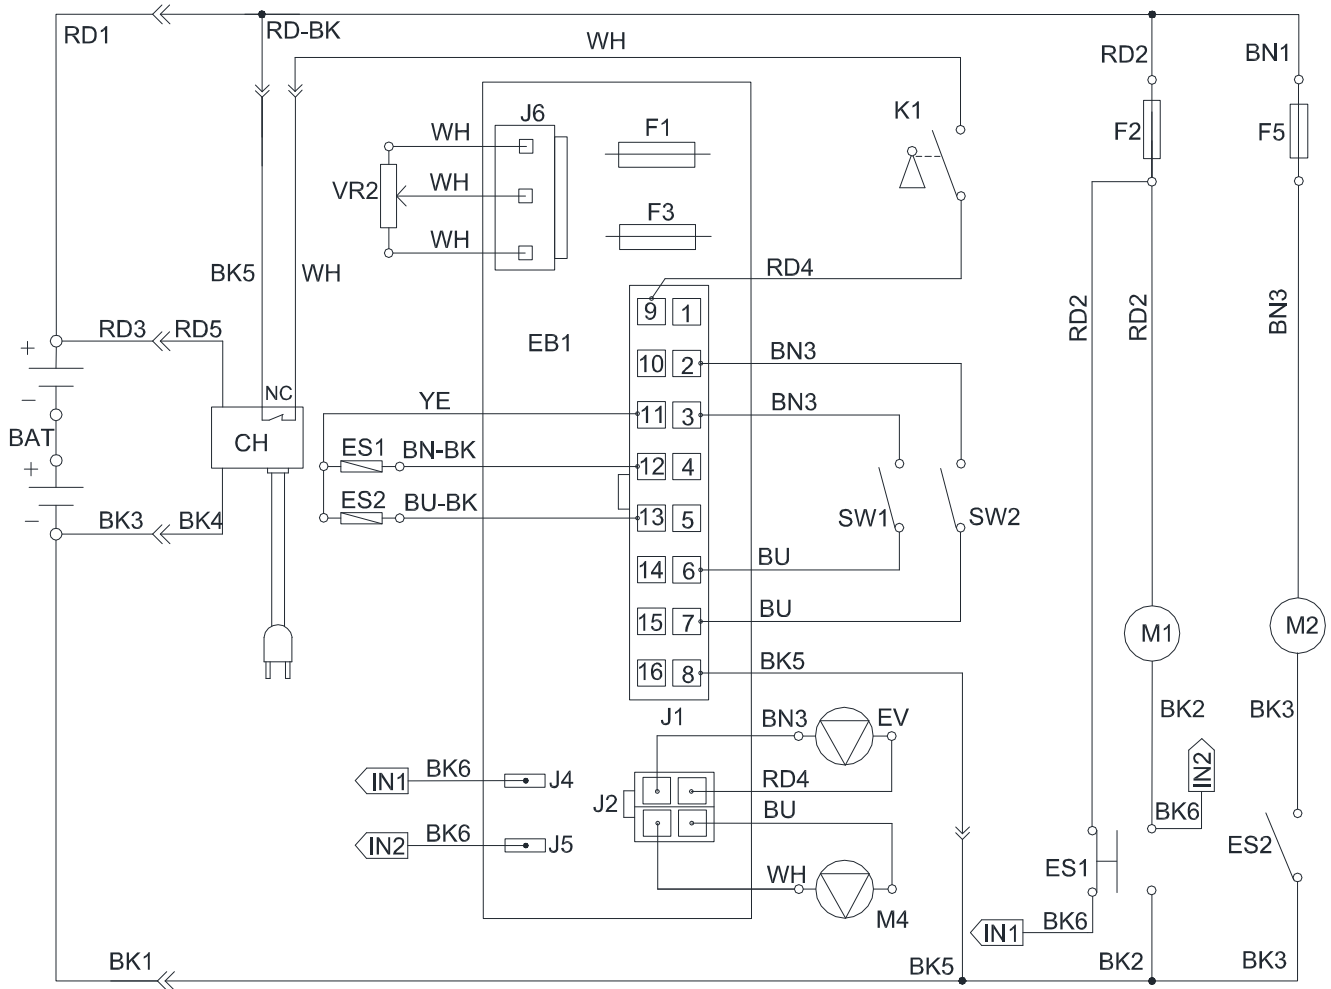 RD1 RD-BK WH RD2 BN1
J6 F1 K1 F2 F5
WH
VR2 WH
WH F3
BK5 WH RD4
RD3 RD5 EB1 9 1 RD2 RD2 BN3
+ 10 2 BN3
− NC YE 11 3 BN3
BAT CH ES1 BN-BK 12 4
+ ES2 BU-BK 13 5 SW1 SW2
−
BK3 BK4
14 6 BU
15 7 BU M1 M2
16 8 BK5
J1 BN3 EV BK2 BK3
IN1 BK6 J4 RD4 IN2
J2 BU BK6
IN2 BK6 J5 ES1 ES2
WH M4
IN1 BK6
BK1 BK5 BK2 BK3